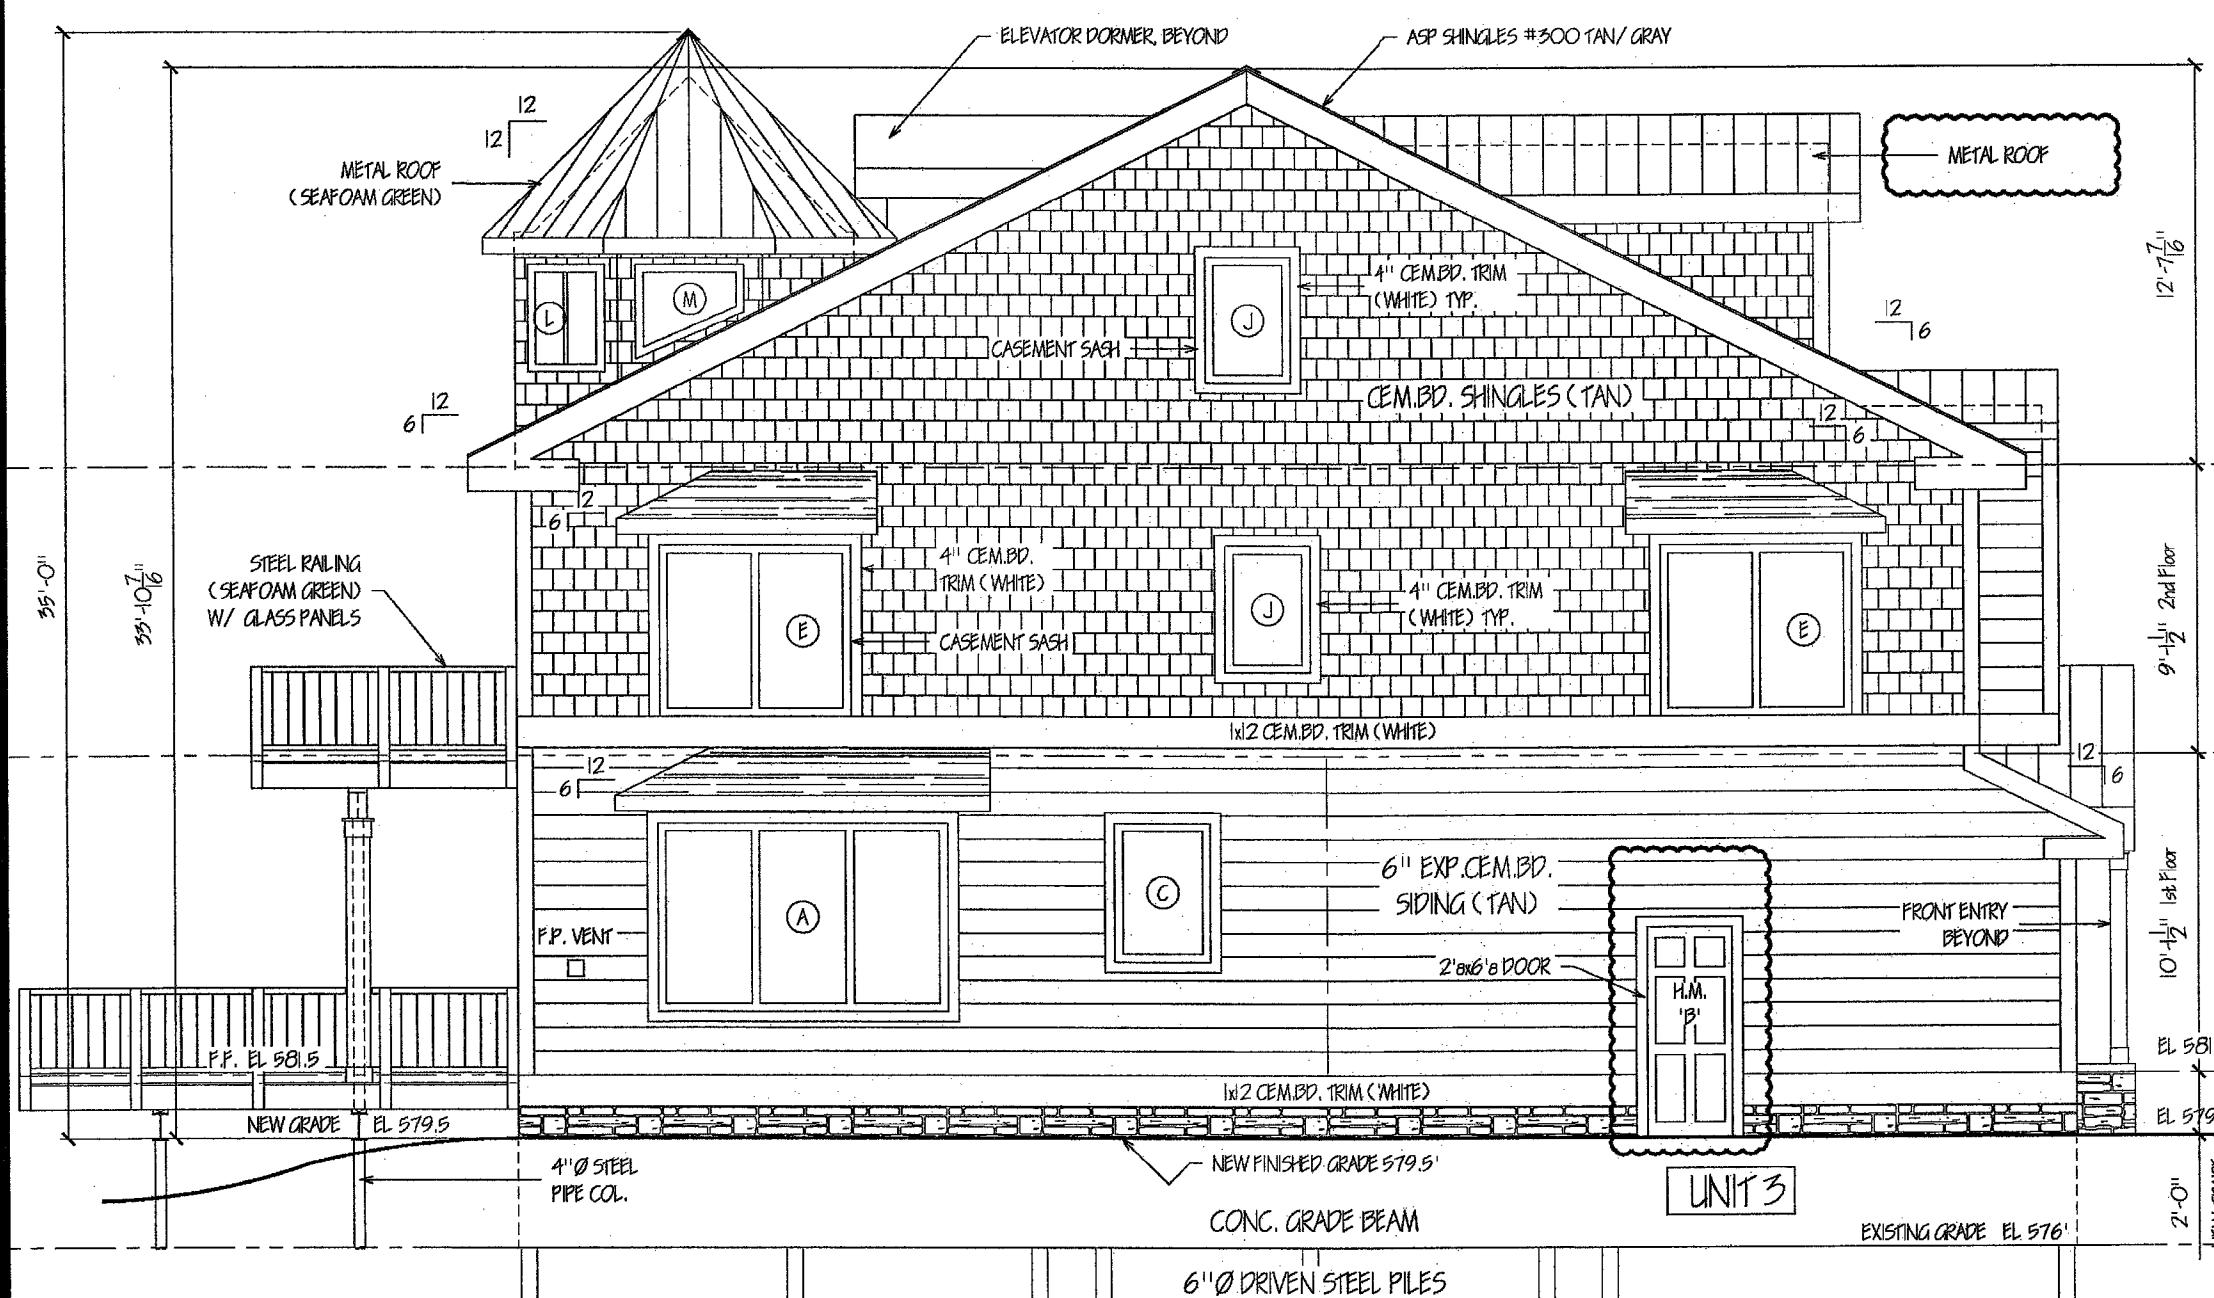 ELEVATOR DORMER, BEYOND
ASP SHINGLES #300 TAN/ GRAY
12
12
METAL ROOF
(SEAFOAM GREEN)
METAL ROOF
12'-7 7/16"
L
M
J
4" CEM.BD. TRIM
(WHITE) TYP.
CASEMENT SASH
12
6
CEM.BD. SHINGLES (TAN)
12
6
12
6
12
6
35'-0"
33'-10 7/16"
STEEL RAILING
(SEAFOAM GREEN)
W/ GLASS PANELS
4" CEM.BD.
TRIM (WHITE)
E
CASEMENT SASH
J
4" CEM.BD. TRIM
(WHITE) TYP.
E
9'-1 1/2" 2nd Floor
1x12 CEM.BD. TRIM (WHITE)
12
6
12
6
6" EXP.CEM.BD.
SIDING (TAN)
A
C
F.P. VENT
2'8x6'8 DOOR
H.M.
'B'
FRONT ENTRY
BEYOND
10'-1 1/2" 1st Floor
F.F. EL 581.5
EL 581
1x12 CEM.BD. TRIM (WHITE)
NEW GRADE EL 579.5
EL 579
4"Ø STEEL
PIPE COL.
NEW FINISHED GRADE 579.5'
UNIT 3
2'-0"
CONC. GRADE BEAM
EXISTING GRADE EL 576'
6"Ø DRIVEN STEEL PILES